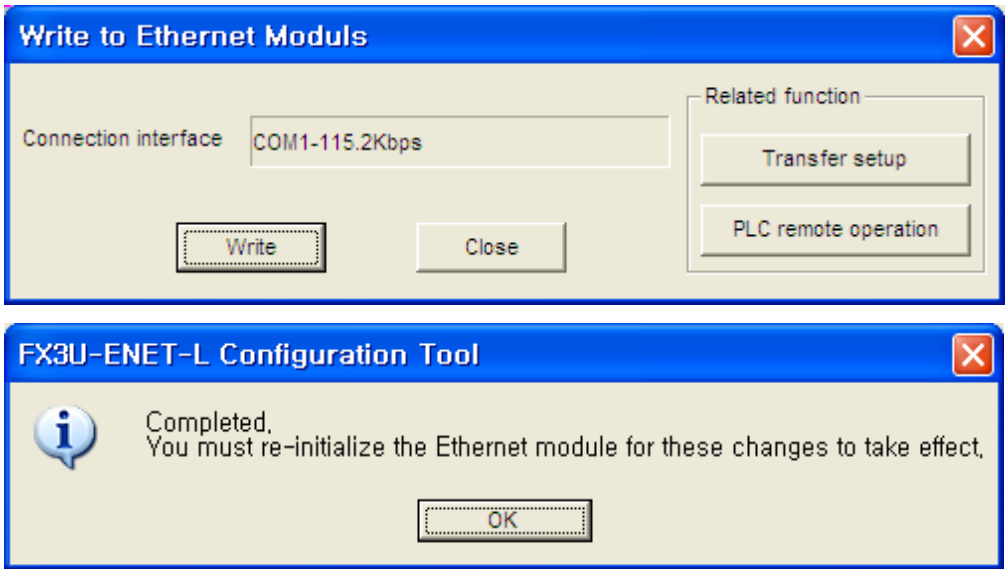 Write to Ethernet Moduls
Related function
Connection interface
COM1-115.2Kbps
Transfer setup
Write
Close
PLC remote operation
FX3U-ENET-L Configuration Tool
Completed,
You must re-initialize the Ethernet module for these changes to take effect,
OK